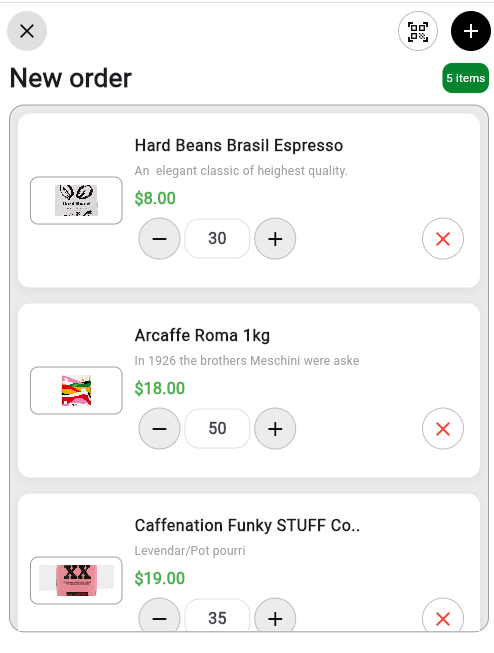 New order
5 items
Hard Beans Brasil Espresso
An  elegant classic of heighest quality.
$8.00
30
Arcaffe Roma 1kg
In 1926 the brothers Meschini were aske
$18.00
50
Caffenation Funky STUFF Co..
Levendar/Pot pourri
XX
$19.00
35